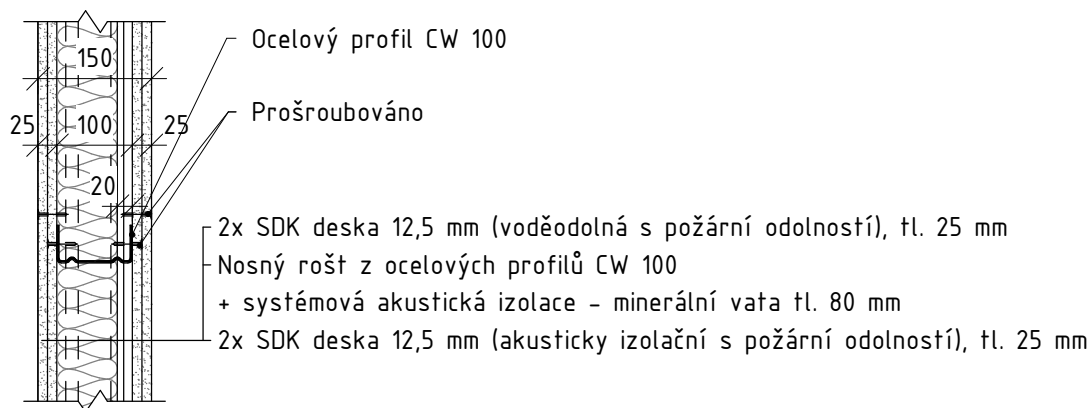 150
25 100 25
20
Ocelový profil CW 100
Prošroubováno
2x SDK deska 12,5 mm (voděodolná s požární odolností), tl. 25 mm
Nosný rošt z ocelových profilů CW 100
+ systémová akustická izolace – minerální vata tl. 80 mm
2x SDK deska 12,5 mm (akusticky izolační s požární odolností), tl. 25 mm